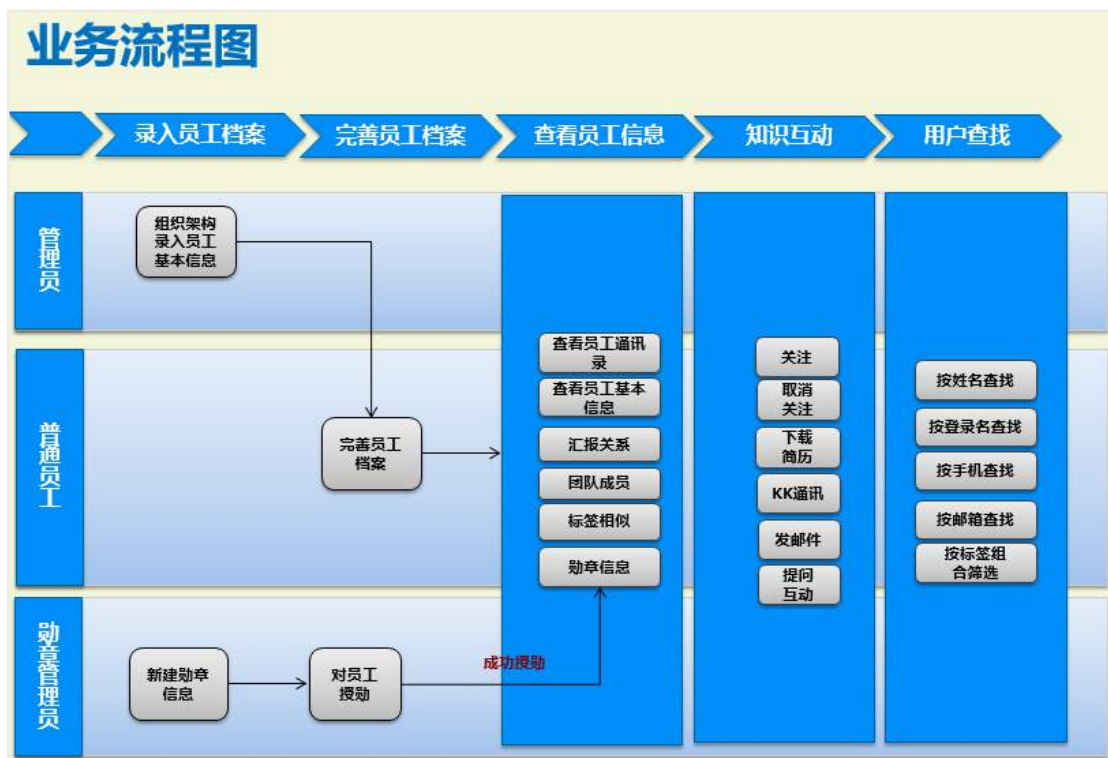 业务流程图
录入员工档案
完善员工档案
查看员工信息
知识互动
用户查找
管理员
组织架构
录入员工
基本信息
普通员工
完善员工
档案
查看员工通讯
录
查看员工基本
信息
汇报关系
团队成员
标签相似
勋章信息
关注
取消
关注
下载
简历
KK通讯
发邮件
提问
互动
按姓名查找
按登录名查找
按手机查找
按邮箱查找
按标签组
合筛选
勋章管理员
新建勋章
信息
对员工
授勋
成功授勋